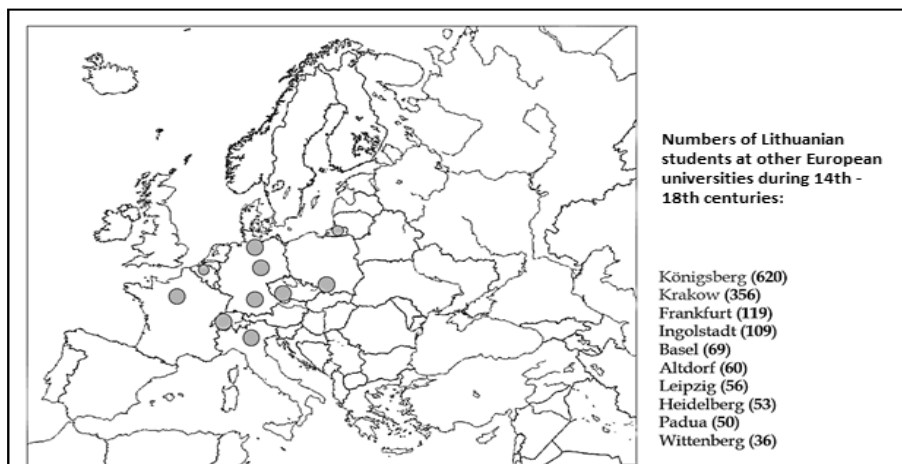 Numbers of Lithuanian
students at other European
universities during 14th -
18th centuries:
Königsberg (620)
Krakow (356)
Frankfurt (119)
Ingolstadt (109)
Basel (69)
Altdorf (60)
Leipzig (56)
Heidelberg (53)
Padua (50)
Wittenberg (36)